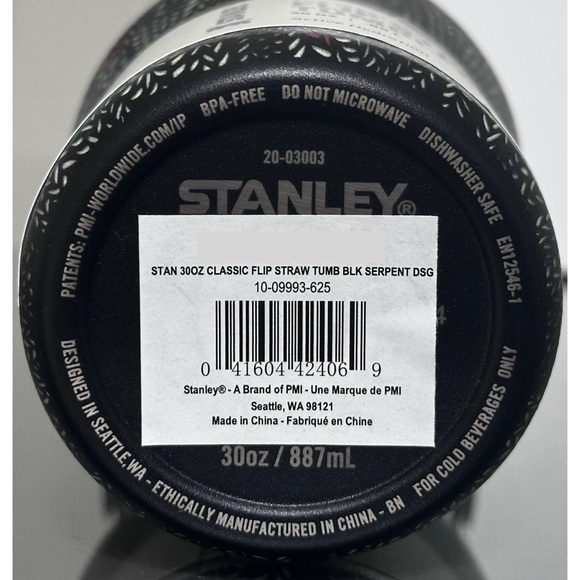 PATENTS: PMI-WORLDWIDE.COM/IP BPA-FREE DO NOT MICROWAVE DISHWASHER SAFE EN12546-1
20-03003
STANLEY®
STAN 30OZ CLASSIC FLIP STRAW TUMB BLK SERPENT DSG
10-09993-625
0 41604 42406 9
Stanley® - A Brand of PMI - Une Marque de PMI
Seattle, WA 98121
Made in China - Fabriqué en Chine
30oz / 887mL
DESIGNED IN SEATTLE, WA - ETHICALLY MANUFACTURED IN CHINA - BN FOR COLD BEVERAGES ONLY